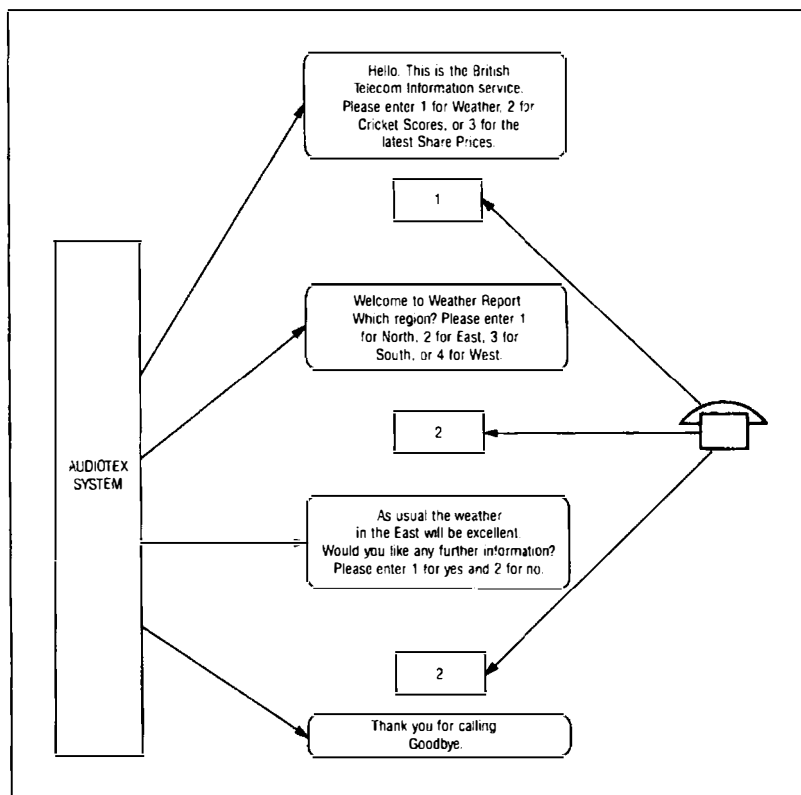 Hello. This is the British
Telecom Information service.
Please enter 1 for Weather, 2 for
Cricket Scores, or 3 for the
latest Share Prices.
1
Welcome to Weather Report
Which region? Please enter 1
for North, 2 for East, 3 for
South, or 4 for West.
2
AUDIOTEX
SYSTEM
As usual the weather
in the East will be excellent.
Would you like any further information?
Please enter 1 for yes and 2 for no.
2
Thank you for calling
Goodbye.